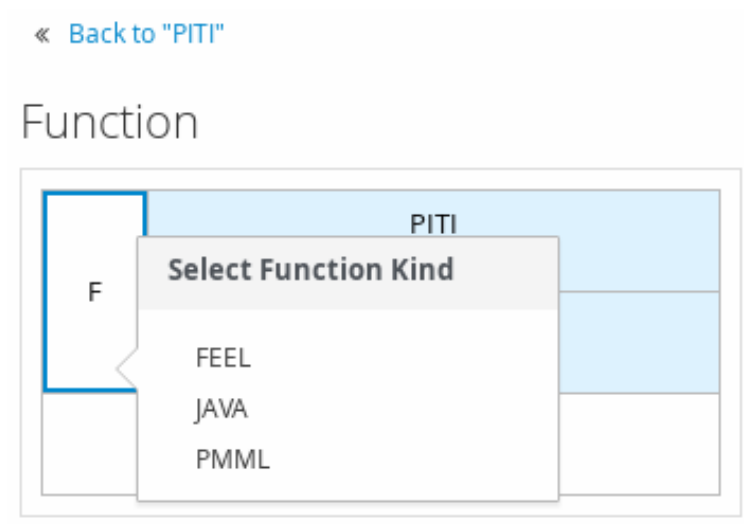 « Back to "PITI"
Function
PITI
F
Select Function Kind
FEEL
JAVA
PMML